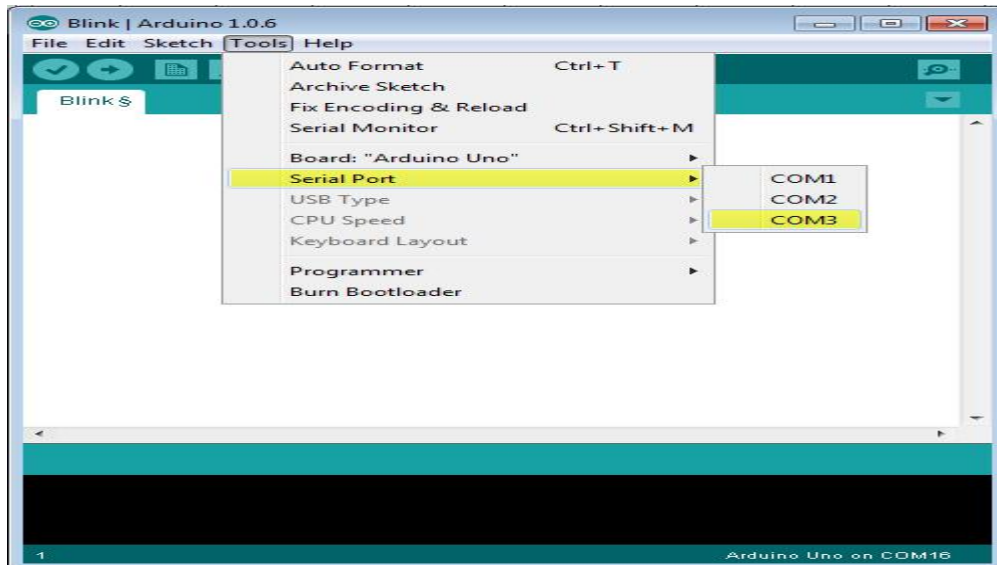 Blink | Arduino 1.0.6
File Edit Sketch Tools Help
Blink §
Auto Format Ctrl+T
Archive Sketch
Fix Encoding & Reload
Serial Monitor Ctrl+Shift+M
Board: "Arduino Uno"
Serial Port
USB Type
CPU Speed
Keyboard Layout
Programmer
Burn Bootloader
COM1
COM2
COM3
1
Arduino Uno on COM16